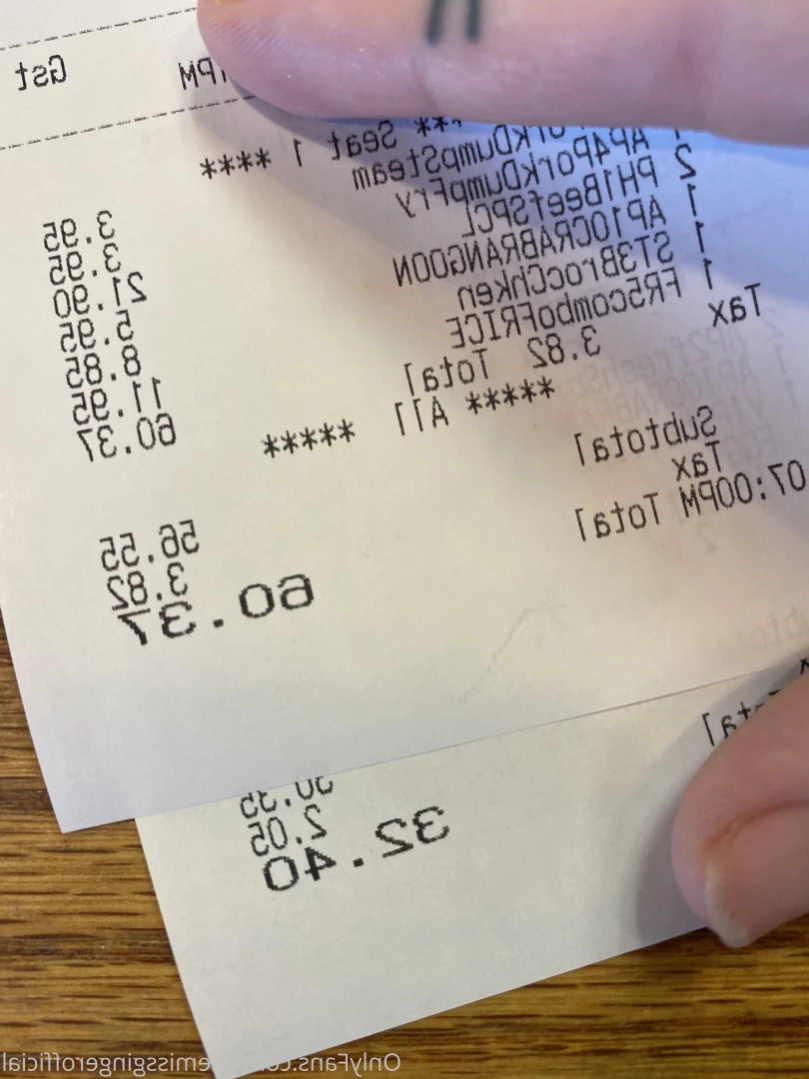 PM Gst
*** Seat 1 ****
orkDumpSteam 3.95
AP4PorkDumpFry 3.95
2 PH1BeefSPCL 21.90
1 AP10CRABRANGOON 5.95
1 ST3BrocChken 8.85
1 FR5comboFRICE 11.95
Tax 3.82 Total 60.37
***** All *****
Subtotal 56.55
Tax 3.82
07:00PM Total 60.37
2.05
32.40
OnlyFans.com